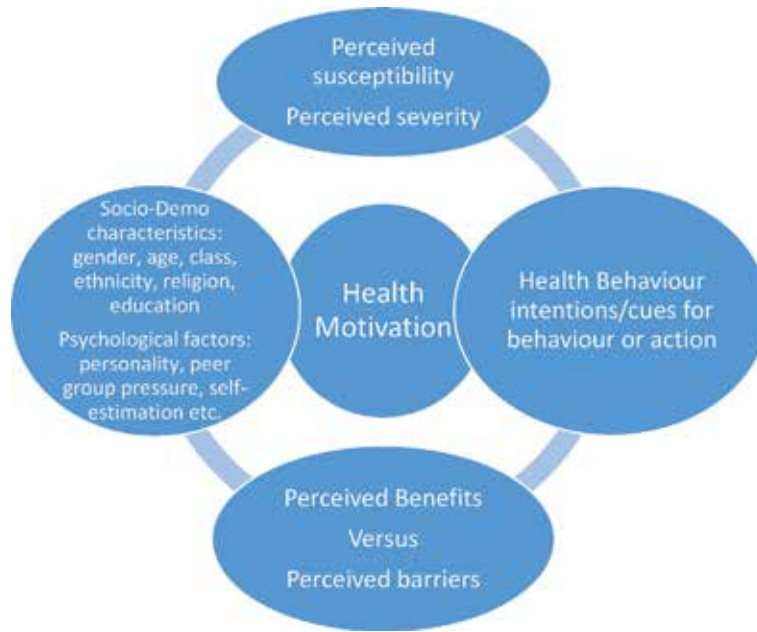 Perceived
susceptibility
Perceived severity
Socio-Demo
characteristics:
gender, age, class,
ethnicity, religion,
education
Psychological factors:
personality, peer
group pressure, self-
estimation etc.
Health
Motivation
Health Behaviour
intentions/cues for
behaviour or action
Perceived Benefits
Versus
Perceived barriers